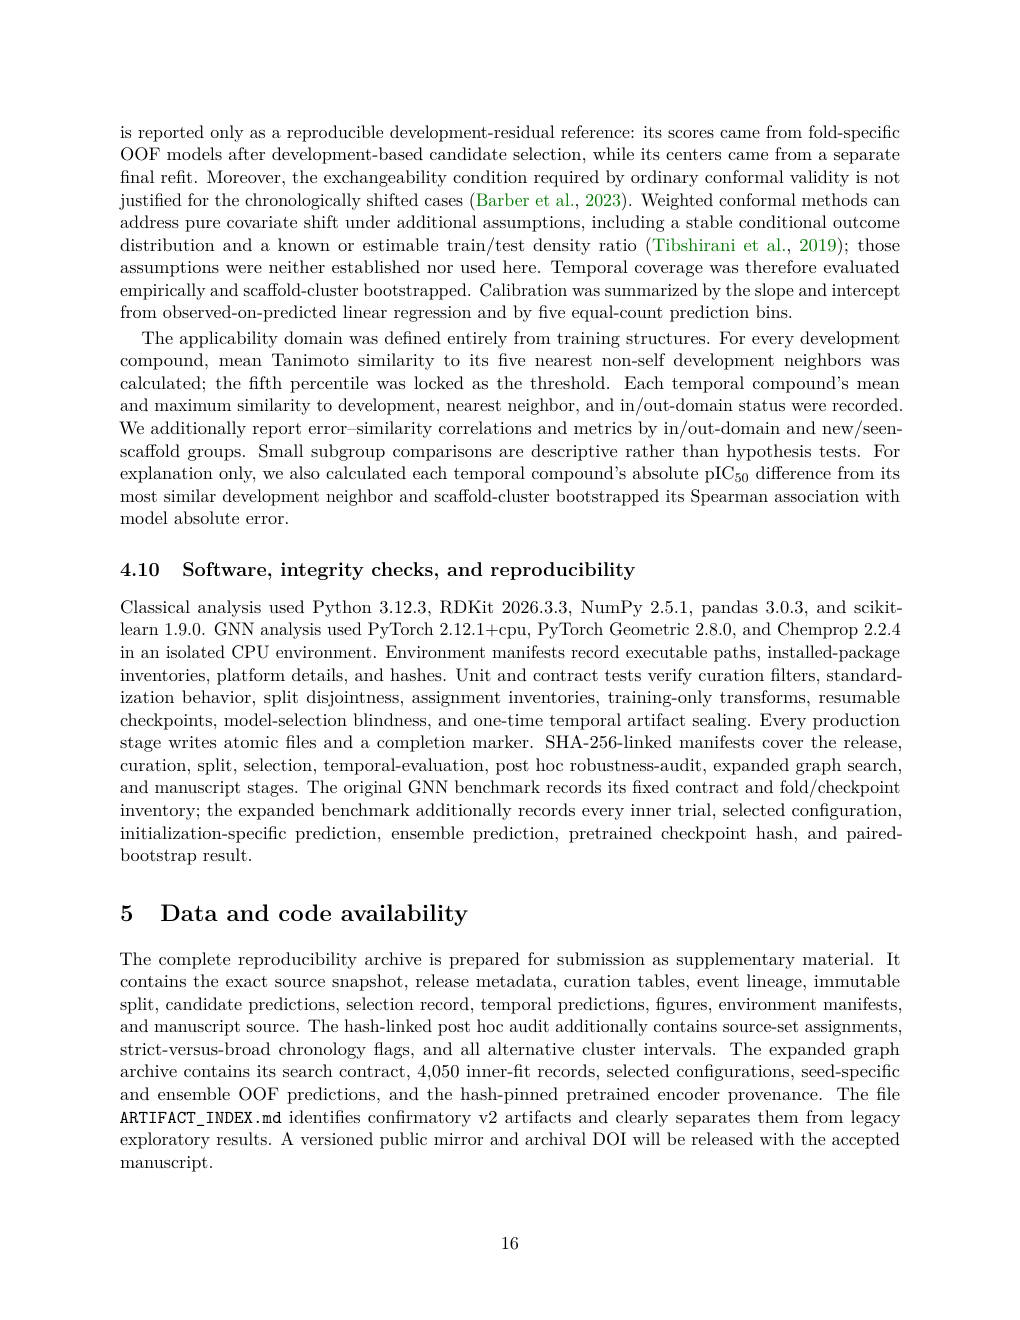 is reported only as a reproducible development-residual reference: its scores came from fold-specific
OOF models after development-based candidate selection, while its centers came from a separate
final refit. Moreover, the exchangeability condition required by ordinary conformal validity is not
justified for the chronologically shifted cases (Barber et al., 2023). Weighted conformal methods can
address pure covariate shift under additional assumptions, including a stable conditional outcome
distribution and a known or estimable train/test density ratio (Tibshirani et al., 2019); those
assumptions were neither established nor used here. Temporal coverage was therefore evaluated
empirically and scaffold-cluster bootstrapped. Calibration was summarized by the slope and intercept
from observed-on-predicted linear regression and by five equal-count prediction bins.
The applicability domain was defined entirely from training structures. For every development
compound, mean Tanimoto similarity to its five nearest non-self development neighbors was
calculated; the fifth percentile was locked as the threshold. Each temporal compound's mean
and maximum similarity to development, nearest neighbor, and in/out-domain status were recorded.
We additionally report error–similarity correlations and metrics by in/out-domain and new/seen-
scaffold groups. Small subgroup comparisons are descriptive rather than hypothesis tests. For
explanation only, we also calculated each temporal compound's absolute pIC50 difference from its
most similar development neighbor and scaffold-cluster bootstrapped its Spearman association with
model absolute error.
4.10 Software, integrity checks, and reproducibility
Classical analysis used Python 3.12.3, RDKit 2026.3.3, NumPy 2.5.1, pandas 3.0.3, and scikit-
learn 1.9.0. GNN analysis used PyTorch 2.12.1+cpu, PyTorch Geometric 2.8.0, and Chemprop 2.2.4
in an isolated CPU environment. Environment manifests record executable paths, installed-package
inventories, platform details, and hashes. Unit and contract tests verify curation filters, standard-
ization behavior, split disjointness, assignment inventories, training-only transforms, resumable
checkpoints, model-selection blindness, and one-time temporal artifact sealing. Every production
stage writes atomic files and a completion marker. SHA-256-linked manifests cover the release,
curation, split, selection, temporal-evaluation, post hoc robustness-audit, expanded graph search,
and manuscript stages. The original GNN benchmark records its fixed contract and fold/checkpoint
inventory; the expanded benchmark additionally records every inner trial, selected configuration,
initialization-specific prediction, ensemble prediction, pretrained checkpoint hash, and paired-
bootstrap result.
5 Data and code availability
The complete reproducibility archive is prepared for submission as supplementary material. It
contains the exact source snapshot, release metadata, curation tables, event lineage, immutable
split, candidate predictions, selection record, temporal predictions, figures, environment manifests,
and manuscript source. The hash-linked post hoc audit additionally contains source-set assignments,
strict-versus-broad chronology flags, and all alternative cluster intervals. The expanded graph
archive contains its search contract, 4,050 inner-fit records, selected configurations, seed-specific
and ensemble OOF predictions, and the hash-pinned pretrained encoder provenance. The file
ARTIFACT_INDEX.md identifies confirmatory v2 artifacts and clearly separates them from legacy
exploratory results. A versioned public mirror and archival DOI will be released with the accepted
manuscript.
16